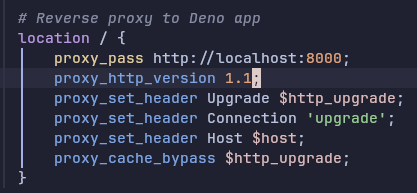 # Reverse proxy to Deno app
location / {
proxy_pass http://localhost:8000;
proxy_http_version 1.1;
proxy_set_header Upgrade $http_upgrade;
proxy_set_header Connection 'upgrade';
proxy_set_header Host $host;
proxy_cache_bypass $http_upgrade;
}